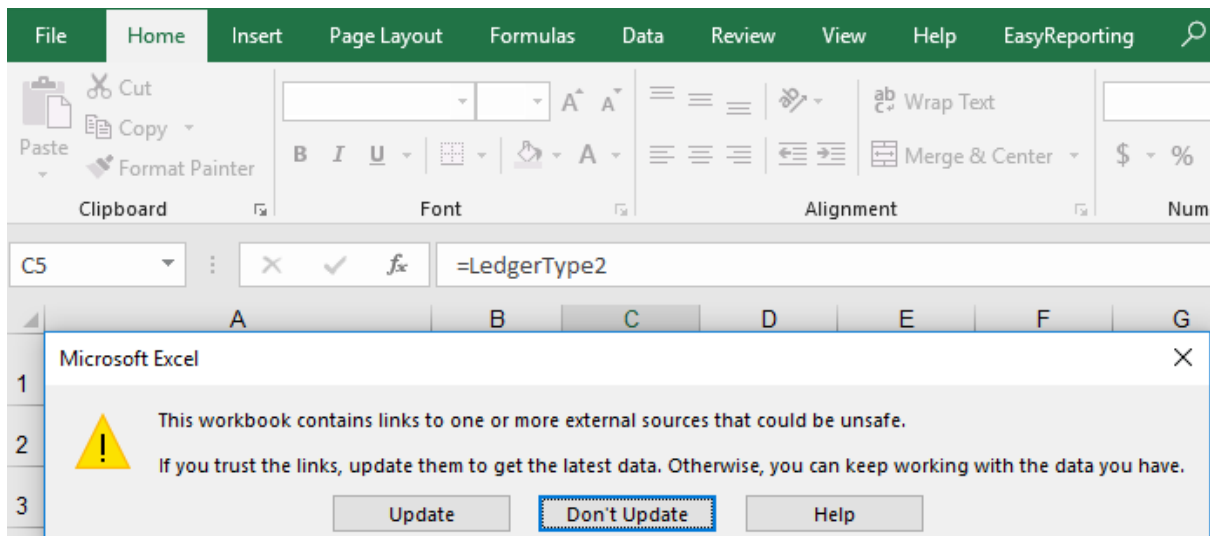 File Home Insert Page Layout Formulas Data Review View Help EasyReporting
Cut
Copy
Paste
Format Painter
B I U A
A A
ab c Wrap Text
Merge & Center
$ %
Clipboard Font Alignment Num
C5 fx =LedgerType2
A B C D E F G
Microsoft Excel
1
This workbook contains links to one or more external sources that could be unsafe.
2
If you trust the links, update them to get the latest data. Otherwise, you can keep working with the data you have.
3
Update Don't Update Help